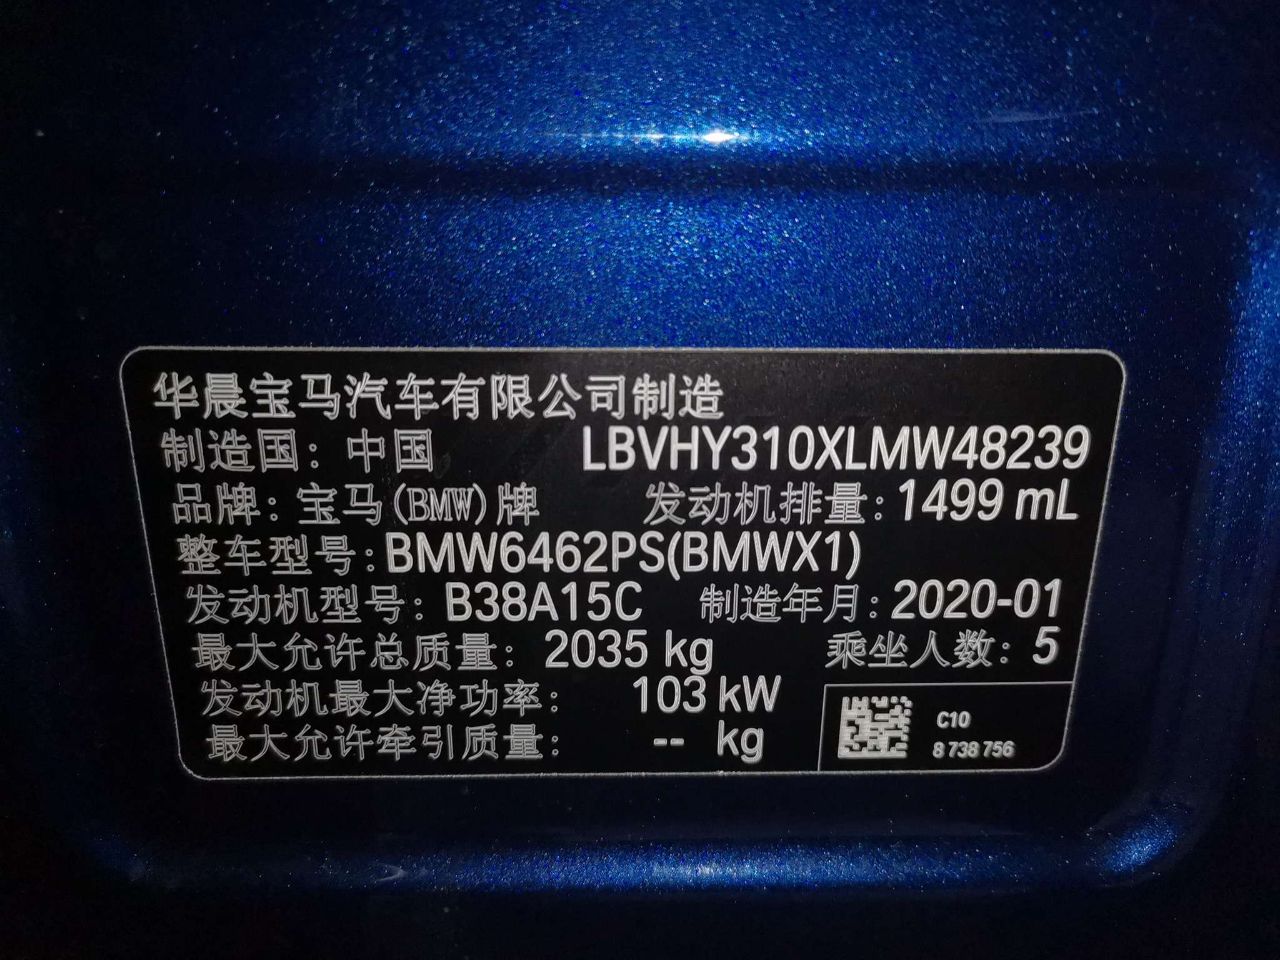 华晨宝马汽车有限公司制造
制造国：中国 LBVHY310XLMW48239
品牌：宝马(BMW)牌 发动机排量：1499 mL
整车型号：BMW6462PS(BMWX1)
发动机型号：B38A15C 制造年月：2020-01
最大允许总质量：2035 kg 乘坐人数：5
发动机最大净功率：103 kW
最大允许牵引质量：-- kg
C10
8 738 756